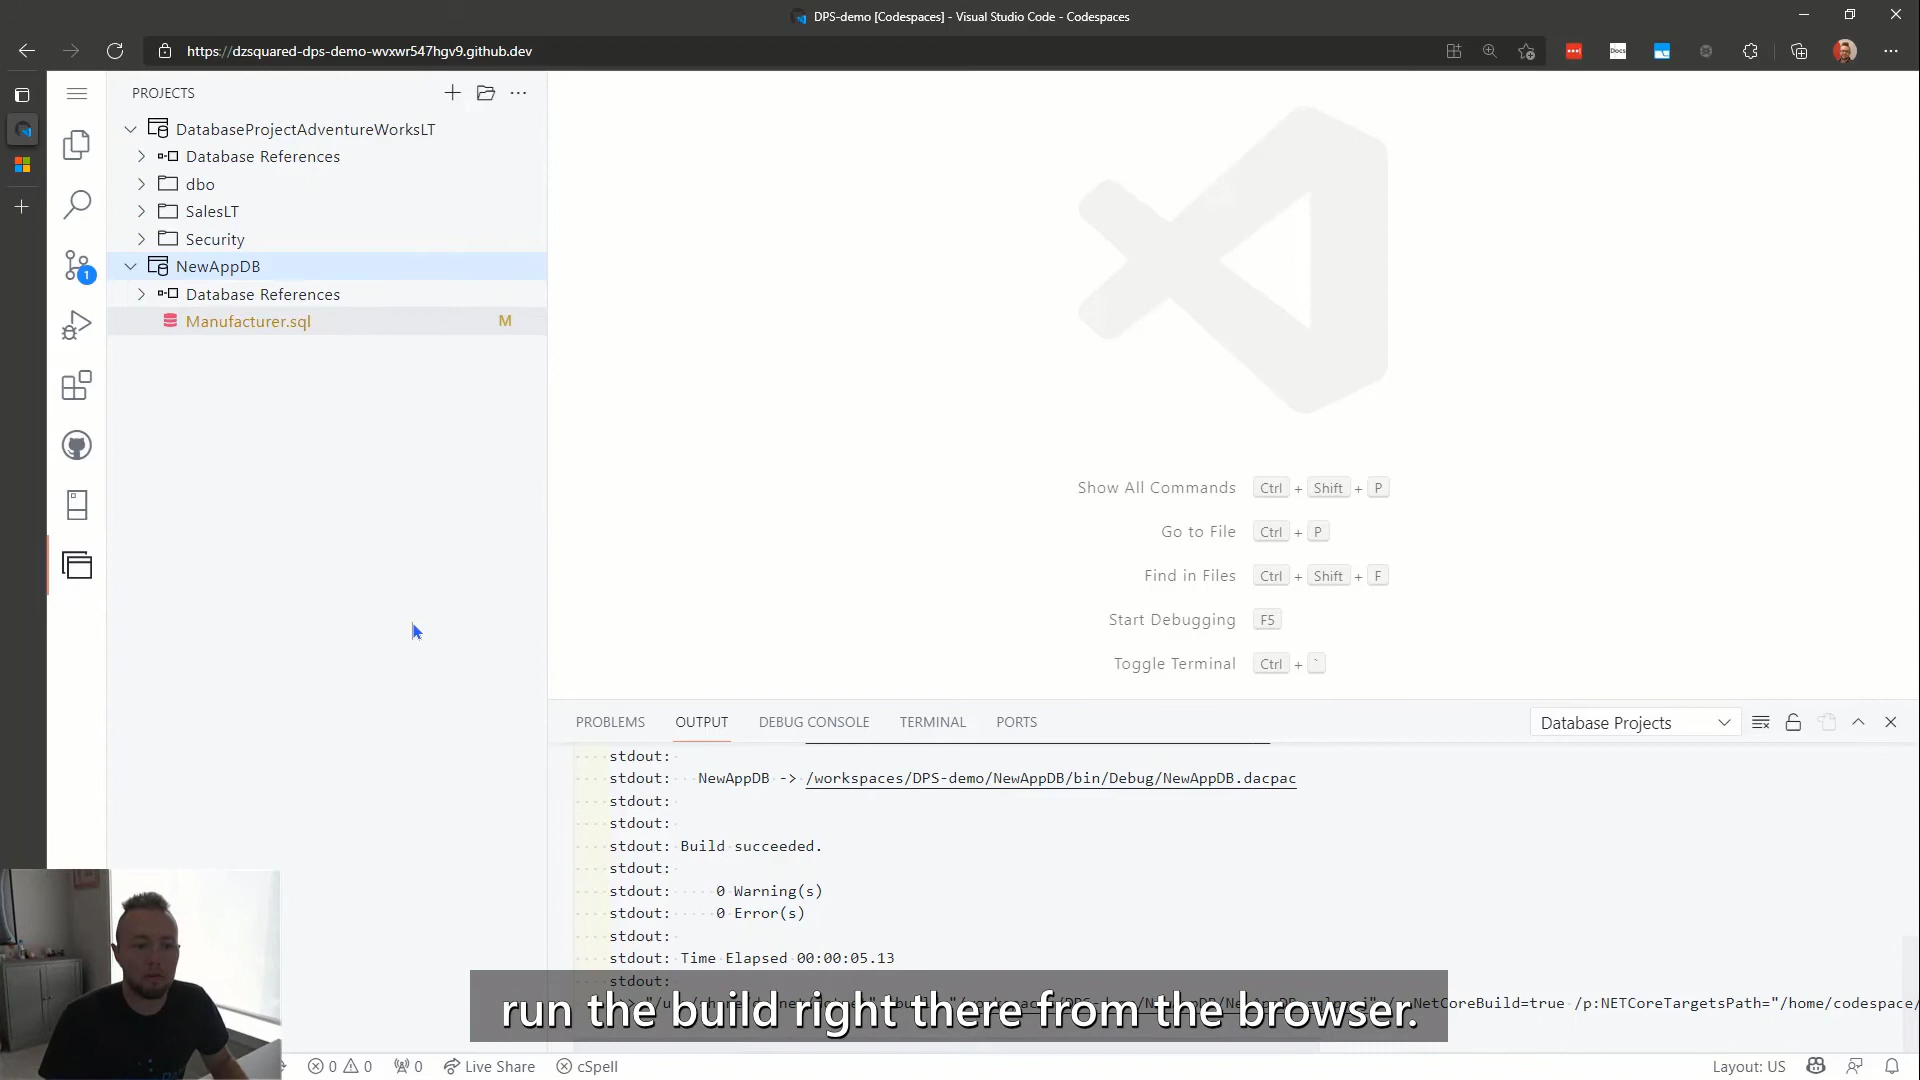 DPS-demo [Codespaces] - Visual Studio Code - Codespaces
https://dzsquared-dps-demo-wvxwr547hgv9.github.dev
Docs
PROJECTS
DatabaseProjectAdventureWorksLT
Database References
dbo
SalesLT
Security
NewAppDB
Database References
Manufacturer.sql M
1
Show All Commands Ctrl + Shift + P
Go to File Ctrl + P
Find in Files Ctrl + Shift + F
Start Debugging F5
Toggle Terminal Ctrl + `
PROBLEMS OUTPUT DEBUG CONSOLE TERMINAL PORTS Database Projects
stdout:
stdout: NewAppDB -> /workspaces/DPS-demo/NewAppDB/bin/Debug/NewAppDB.dacpac
stdout:
stdout:
stdout: Build succeeded.
stdout:
stdout: 0 Warning(s)
stdout: 0 Error(s)
stdout:
stdout: Time Elapsed 00:00:05.13
stdout:
NetCoreBuild=true /p:NETCoreTargetsPath="/home/codespace/
run the build right there from the browser.
0 0 0 Live Share cSpell Layout: US